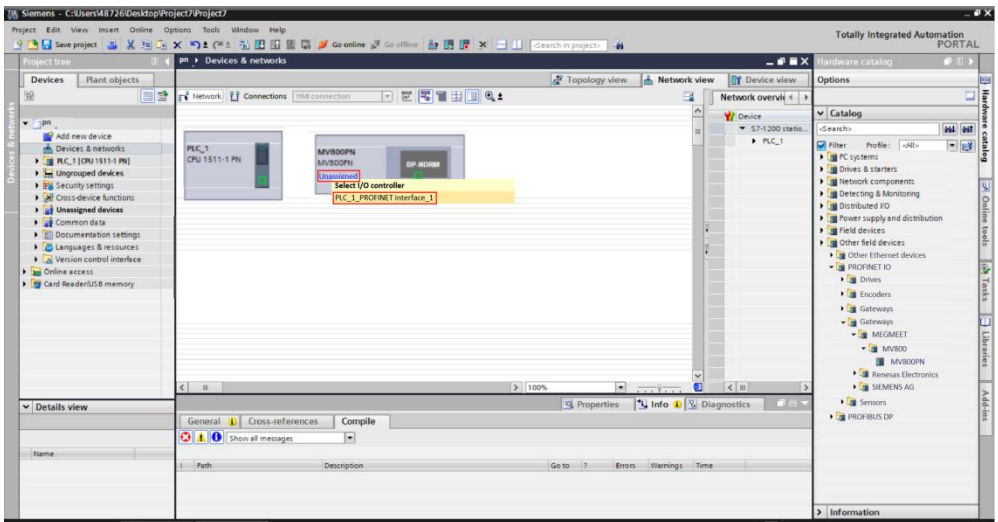 Siemens - C:\Users\48726\Desktop\Project7\Project7
Project Edit View Insert Online Options Tools Window Help
Save project Go online Go offline <Search in project>
Totally Integrated Automation
PORTAL
Project tree
pn Devices & networks
Hardware catalog
Devices Plant objects
Topology view Network view Device view
Options
Network Connections HMI connection
Network overvie
Device
S7-1200 statio...
PLC_1
pn
Add new device
Devices & networks
PLC_1 [CPU 1511-1 PN]
Ungrouped devices
Security settings
Cross-device functions
Unassigned devices
Common data
Documentation settings
Languages & resources
Version control interface
Online access
Card Reader/USB memory
PLC_1
CPU 1511-1 PN
MV800PN
MV800PN
DP-NORM
Unassigned
Select I/O controller
PLC_1_PROFINET Interface_1
100%
Catalog
<Search>
Filter Profile: <All>
PC systems
Drives & starters
Network components
Detecting & Monitoring
Distributed I/O
Power supply and distribution
Field devices
Other field devices
Other Ethernet devices
PROFINET IO
Drives
Encoders
Gateways
Gateways
MEGMEET
MV800
MV800PN
Renesas Electronics
SIEMENS AG
Sensors
PROFIBUS DP
Information
Devices & networks
Hardware catalog
Online tools
Tasks
Libraries
Add-ins
Details view
Name
Properties Info Diagnostics
General Cross-references Compile
Show all messages
! Path Description Go to ? Errors Warnings Time